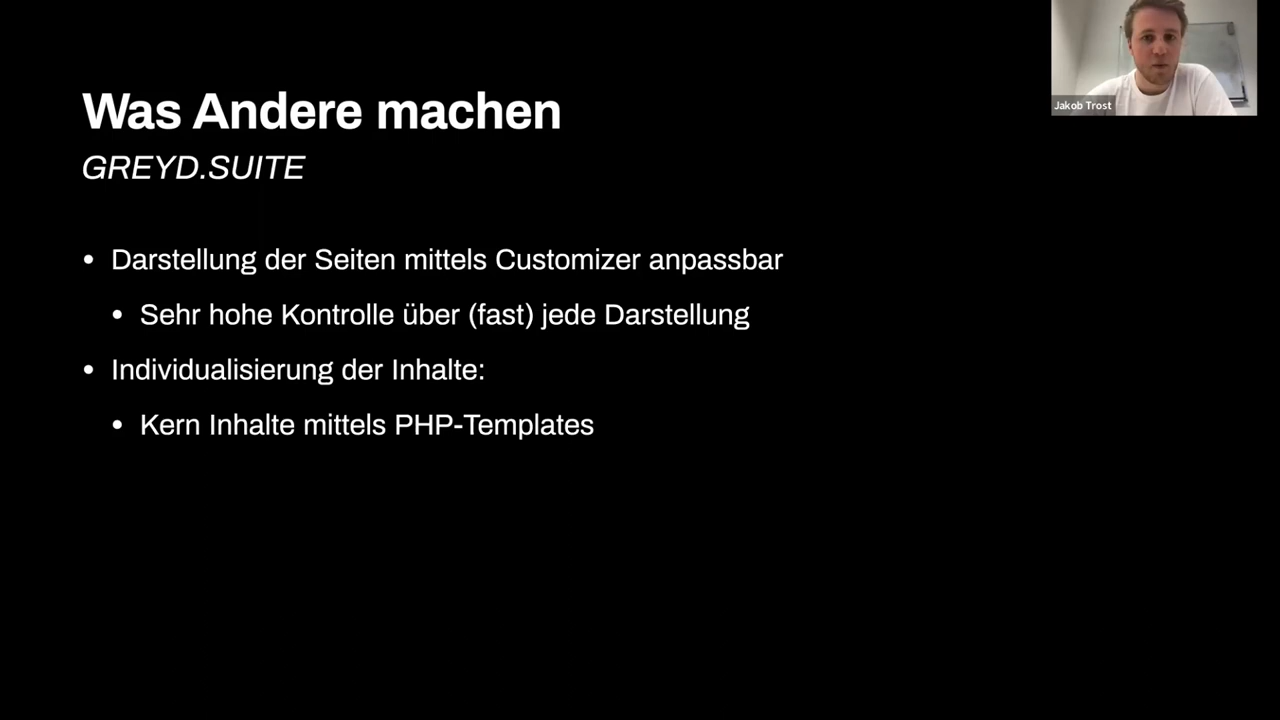 Was Andere machen
GREYD.SUITE
• Darstellung der Seiten mittels Customizer anpassbar
• Sehr hohe Kontrolle über (fast) jede Darstellung
• Individualisierung der Inhalte:
• Kern Inhalte mittels PHP-Templates
Jakob Trost